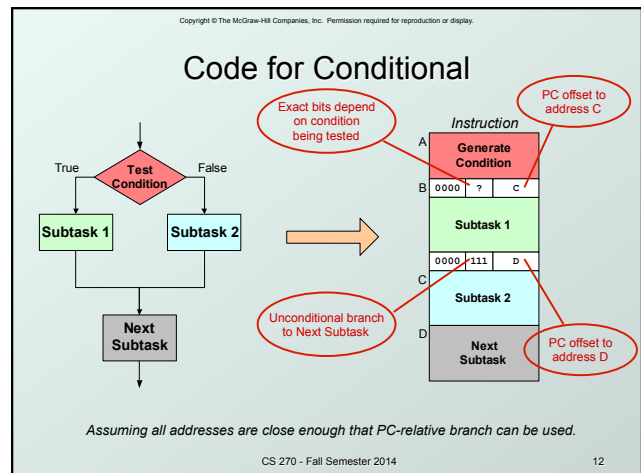 Copyright © The McGraw-Hill Companies, Inc. Permission required for reproduction or display.
Code for Conditional
Exact bits depend
on condition
being tested
PC offset to
address C
Instruction
True
Test
Condition
False
Subtask 1
Subtask 2
Next
Subtask
A
Generate
Condition
B
0000 ? C
Subtask 1
0000 111 D
C
Subtask 2
D
Next
Subtask
Unconditional branch
to Next Subtask
PC offset to
address D
Assuming all addresses are close enough that PC-relative branch can be used.
CS 270 - Fall Semester 2014
12